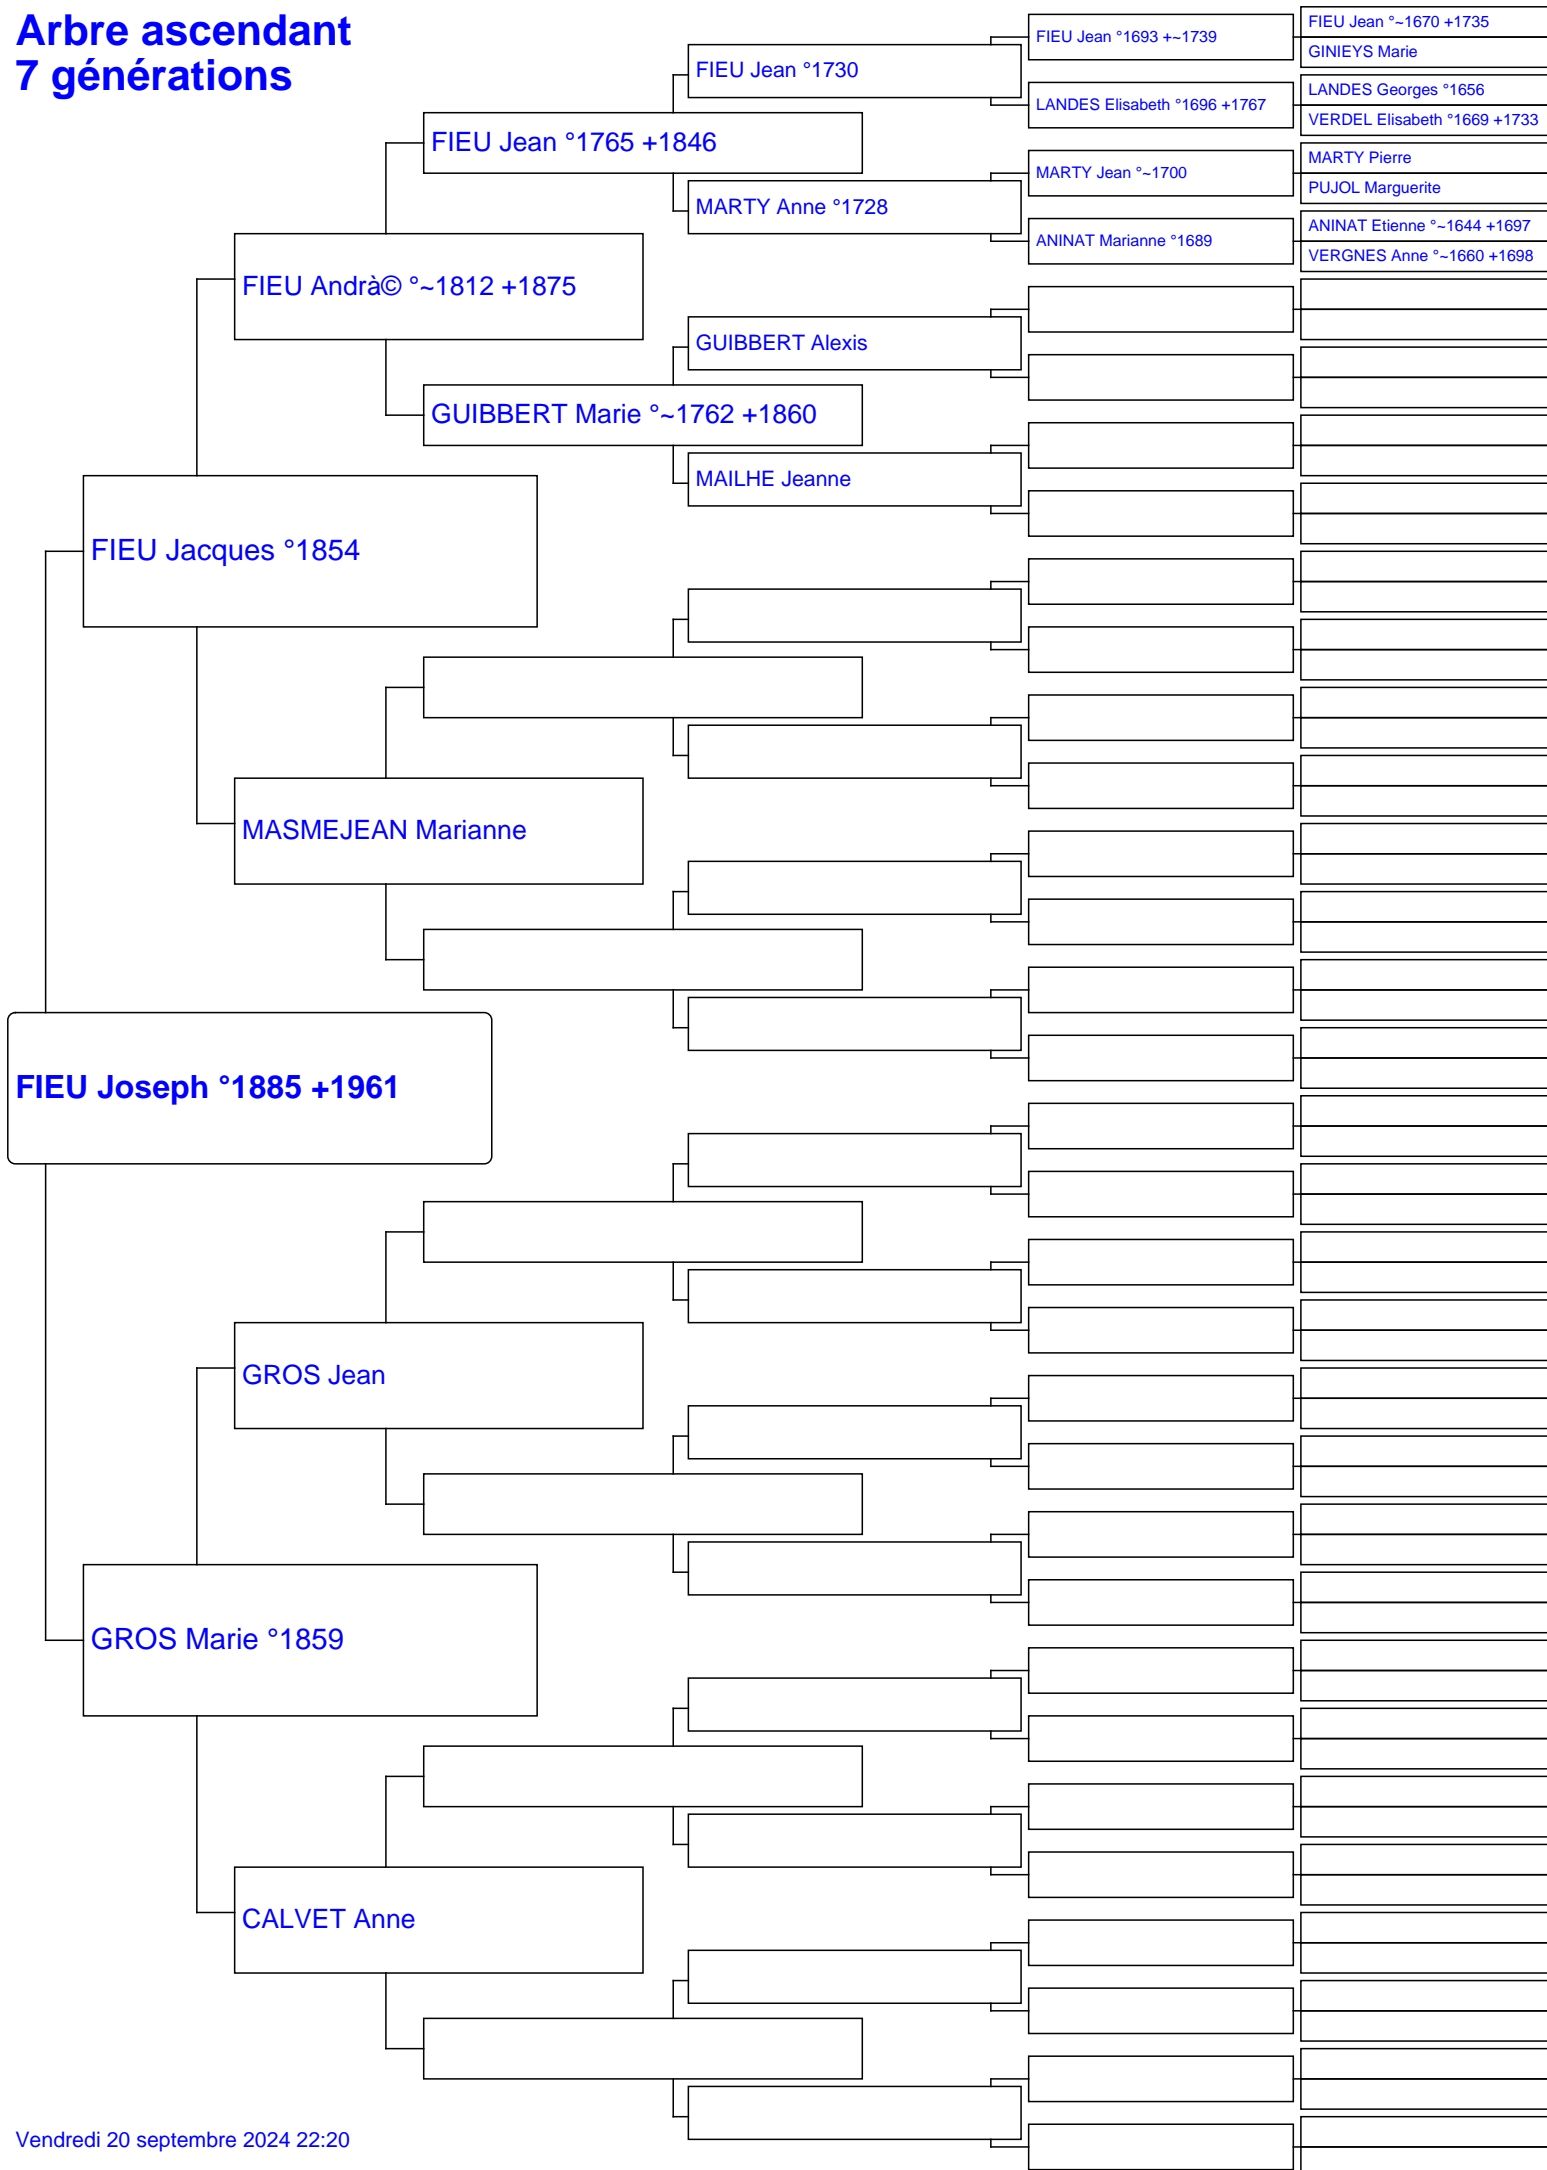 Arbre ascendant
7 générations
FIEU Jean °~1670 +1735
FIEU Jean °1693 +~1739
GINIEYS Marie
FIEU Jean °1730
LANDES Georges °1656
LANDES Elisabeth °1696 +1767
VERDEL Elisabeth °1669 +1733
FIEU Jean °1765 +1846
MARTY Pierre
MARTY Jean °~1700
PUJOL Marguerite
MARTY Anne °1728
ANINAT Etienne °~1644 +1697
ANINAT Marianne °1689
VERGNES Anne °~1660 +1698
FIEU Andrà© °~1812 +1875
GUIBBERT Alexis
GUIBBERT Marie °~1762 +1860
MAILHE Jeanne
FIEU Jacques °1854
MASMEJEAN Marianne
FIEU Joseph °1885 +1961
GROS Jean
GROS Marie °1859
CALVET Anne
Vendredi 20 septembre 2024 22:20